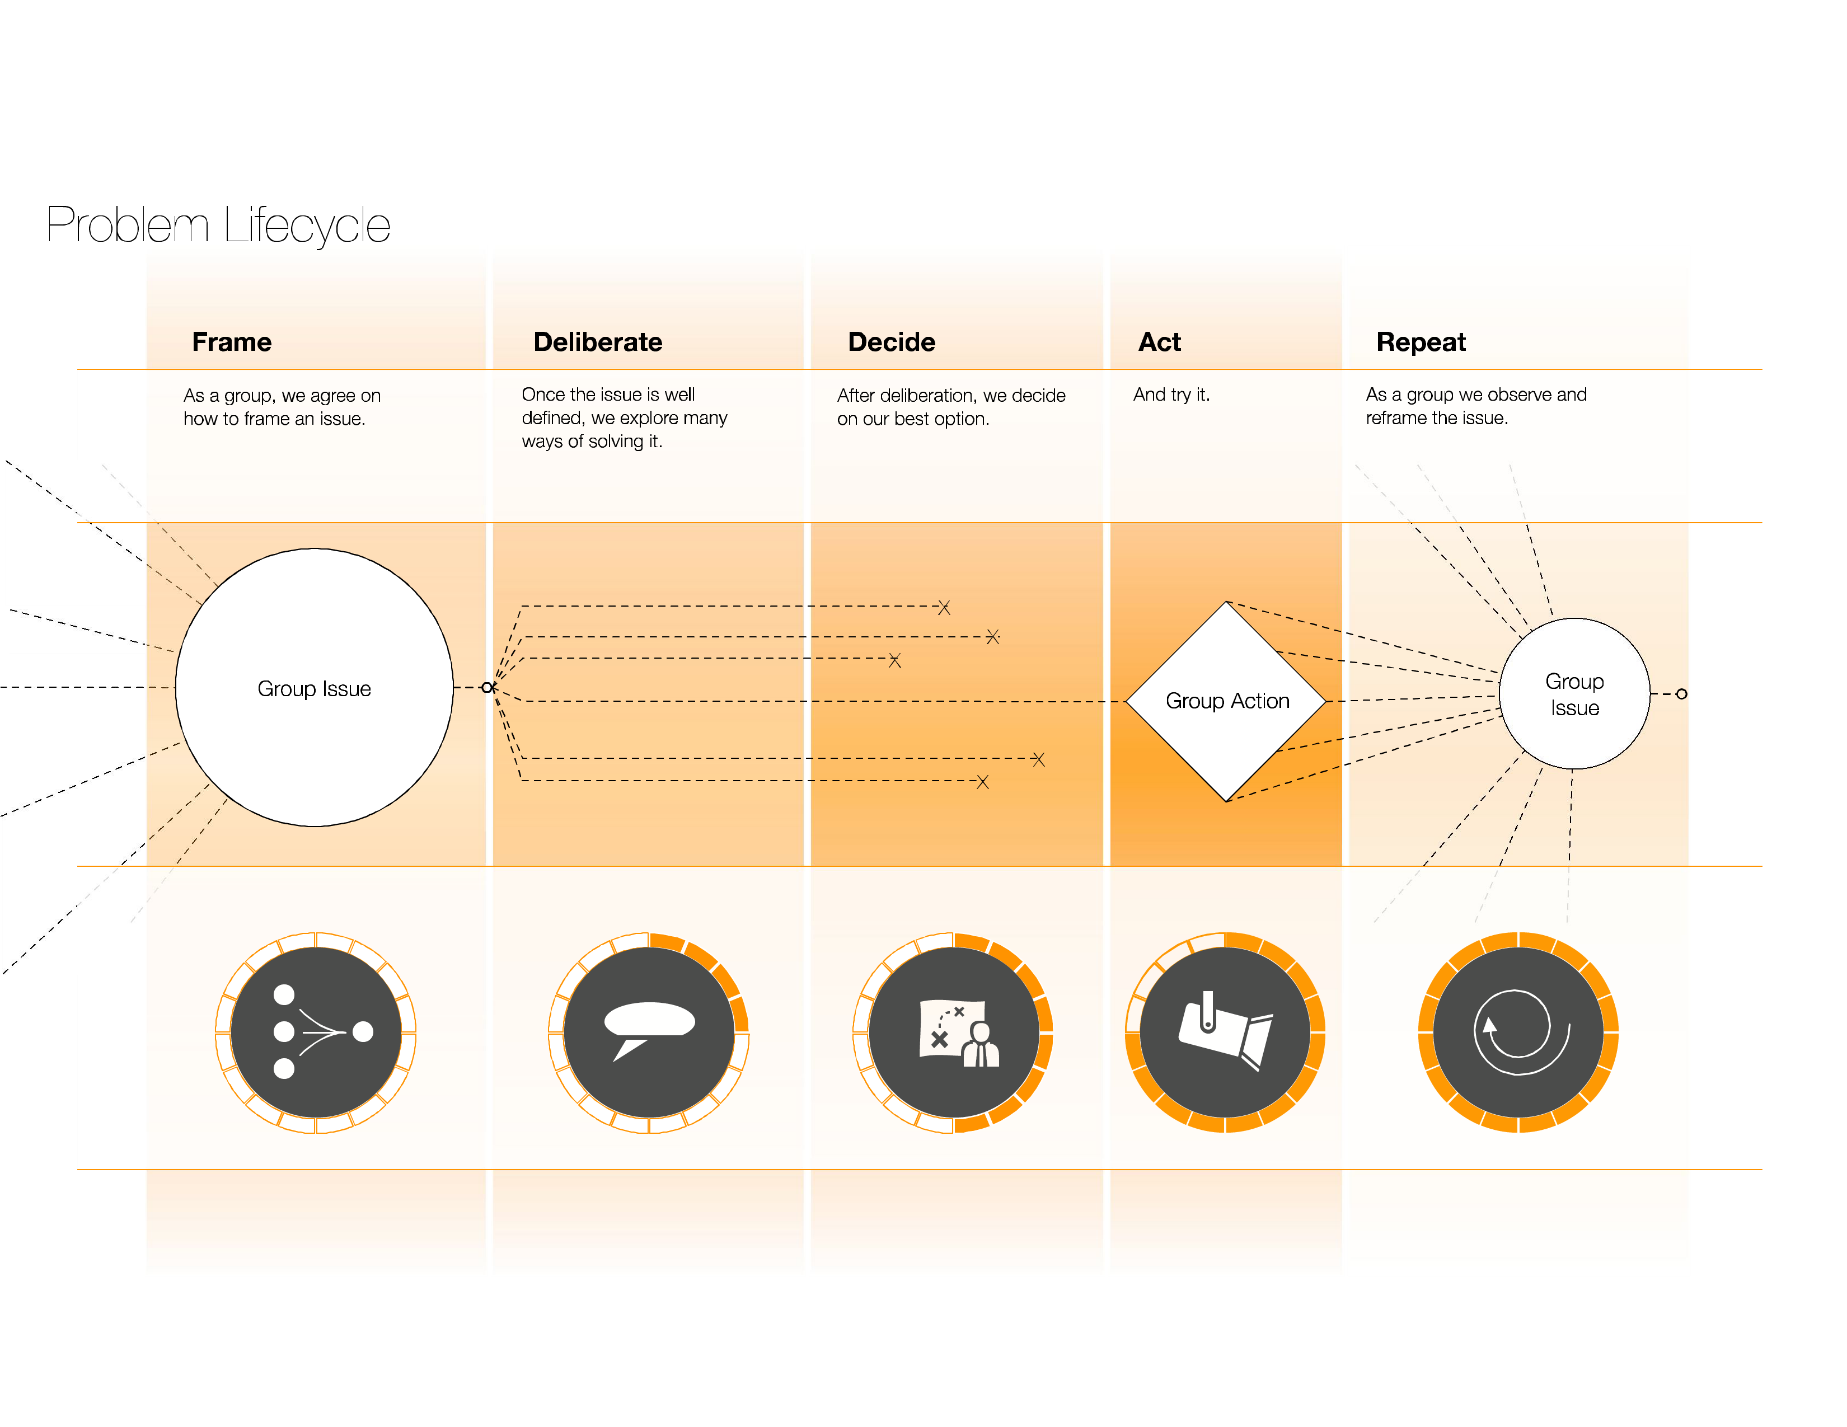 Problem Lifecycle
Frame
As a group, we agree on
how to frame an issue.
Deliberate
Once the issue is well
defined, we explore many
ways of solving it.
Decide
After deliberation, we decide
on our best option.
Act
And try it.
Repeat
As a group we observe and
reframe the issue.
Group Issue
Group Action
Group
Issue